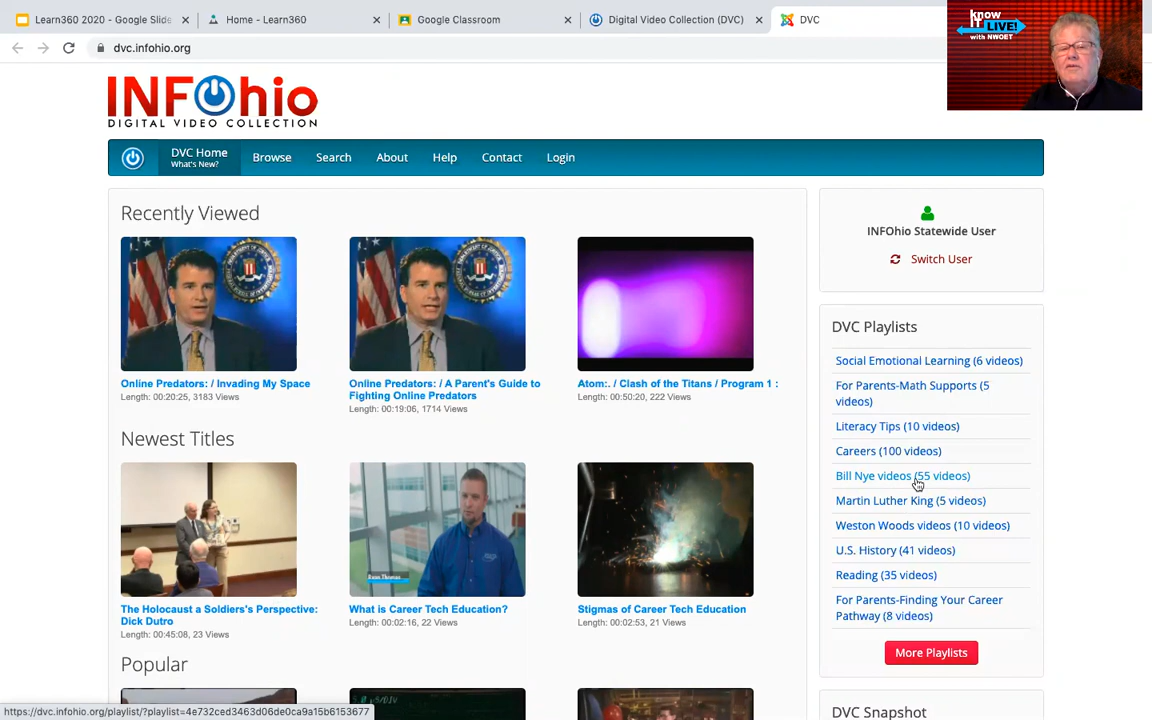 Learn360 2020 - Google Slide
Home - Learn360
Google Classroom
Digital Video Collection (DVC)
DVC
dvc.infohio.org
know
iT LIVE!
with NWOET
INFOhio
DIGITAL VIDEO COLLECTION
DVC Home
What's New?
Browse
Search
About
Help
Contact
Login
Recently Viewed
Online Predators: / Invading My Space
Length: 00:20:25, 3183 Views
Online Predators: / A Parent's Guide to
Fighting Online Predators
Length: 00:19:06, 1714 Views
Atom:. / Clash of the Titans / Program 1 :
Length: 00:50:20, 222 Views
Newest Titles
Ryan Thomas
The Holocaust a Soldiers's Perspective:
Dick Dutro
Length: 00:45:08, 23 Views
What is Career Tech Education?
Length: 00:02:16, 22 Views
Stigmas of Career Tech Education
Length: 00:02:53, 21 Views
Popular
INFOhio Statewide User
Switch User
DVC Playlists
Social Emotional Learning (6 videos)
For Parents-Math Supports (5
videos)
Literacy Tips (10 videos)
Careers (100 videos)
Bill Nye videos (55 videos)
Martin Luther King (5 videos)
Weston Woods videos (10 videos)
U.S. History (41 videos)
Reading (35 videos)
For Parents-Finding Your Career
Pathway (8 videos)
More Playlists
DVC Snapshot
https://dvc.infohio.org/playlist/?playlist=4e732ced3463d06de0ca9a15b6153677